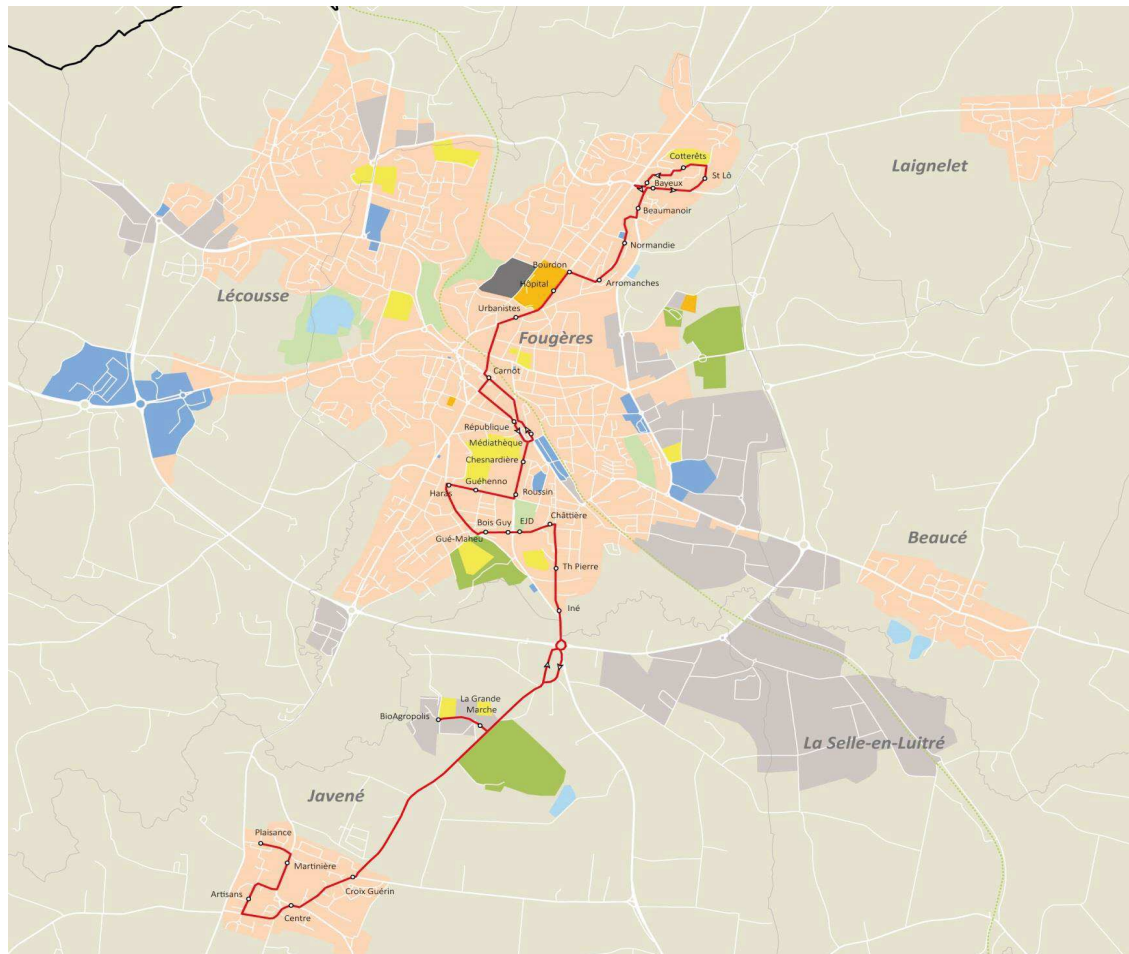 Cotterêts
Laignelet
St Lô
Bayeux
Beaumanoir
Normandie
Bourdon
Hôpital
Arromanches
Lécousse
Urbanistes
Fougères
Carnot
République
Médiathèque
Chesnardière
Guéhenno
Haras
Roussin
Châttière
Bois Guy
EJD
Gué-Maheu
Beaucé
Th Pierre
Iné
La Grande
Marche
BioAgropolis
La Selle-en-Luitré
Javené
Plaisance
Martinière
Artisans
Croix Guérin
Centre